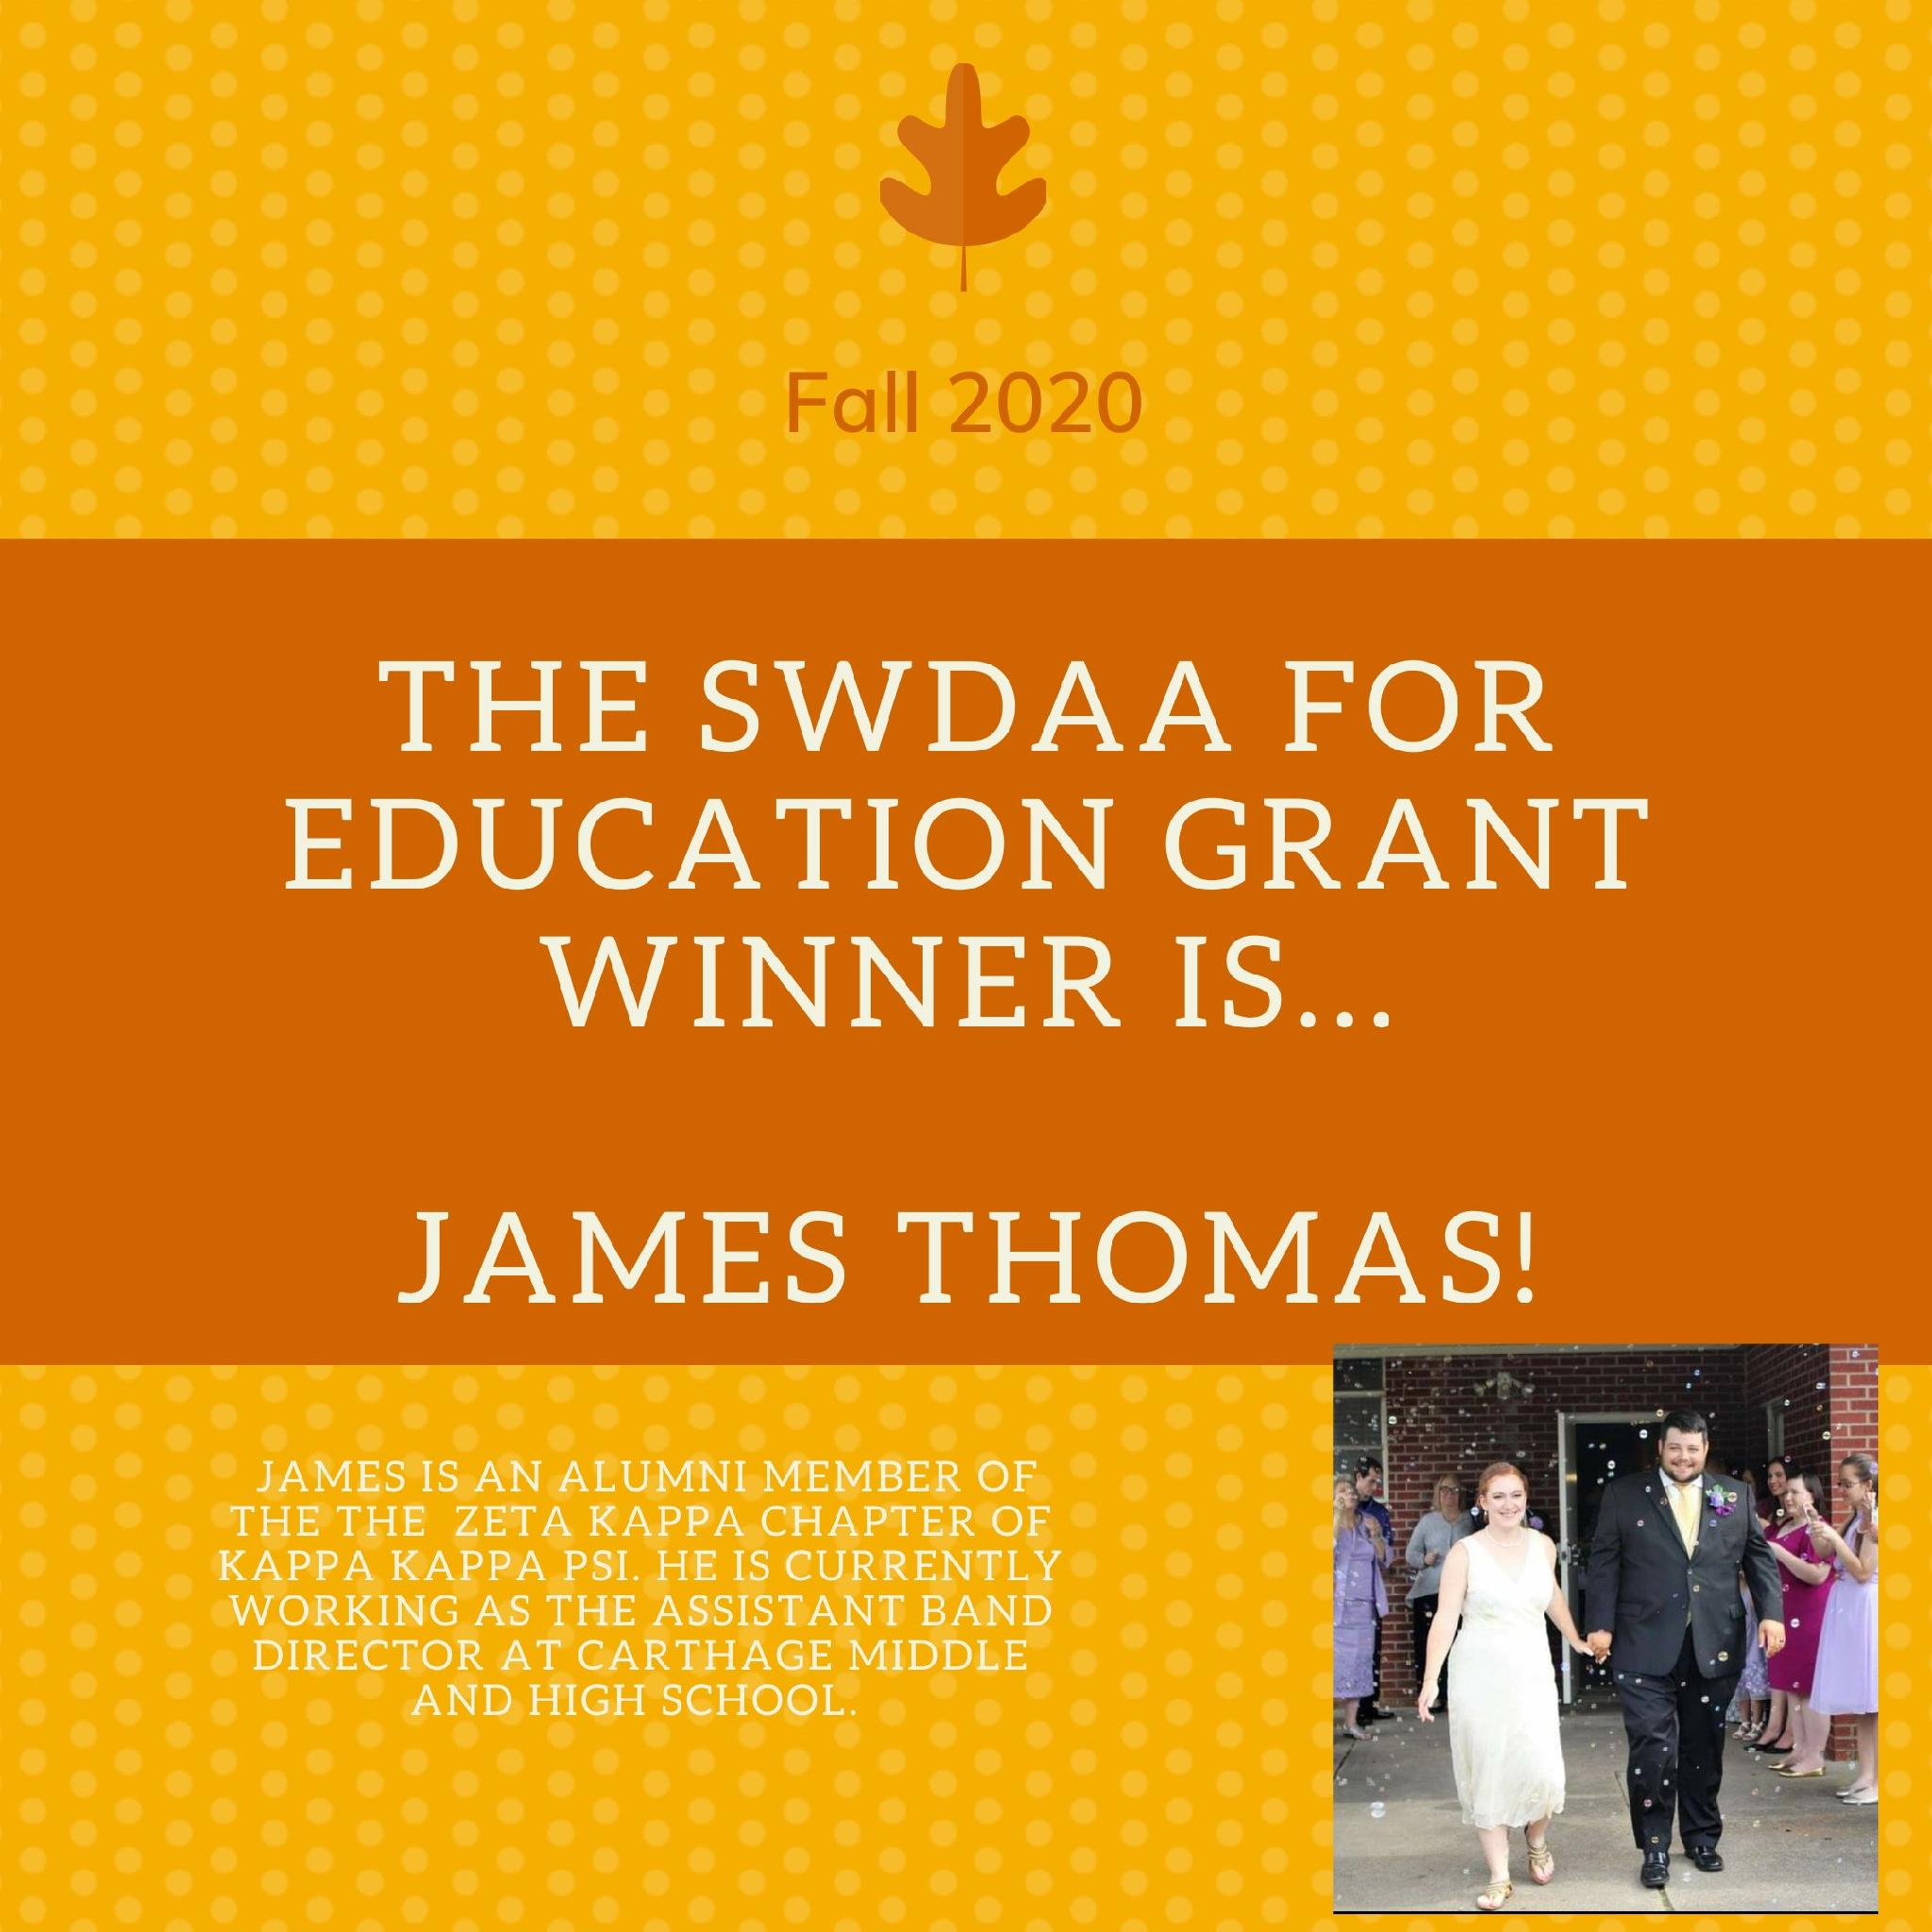 Fall 2020
THE SWDAA FOR
EDUCATION GRANT
WINNER IS...
JAMES THOMAS!
JAMES IS AN ALUMNI MEMBER OF
THE THE ZETA KAPPA CHAPTER OF
KAPPA KAPPA PSI. HE IS CURRENTLY
WORKING AS THE ASSISTANT BAND
DIRECTOR AT CARTHAGE MIDDLE
AND HIGH SCHOOL.